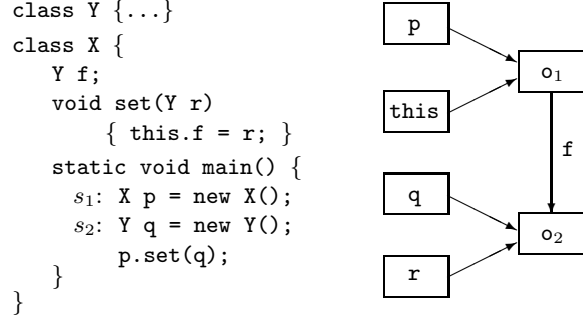 class Y {...}
class X {
Y f;
void set(Y r)
{ this.f = r; }
static void main() {
s₁: X p = new X();
s₂: Y q = new Y();
p.set(q);
}
}
p
o₁
this
f
q
o₂
r